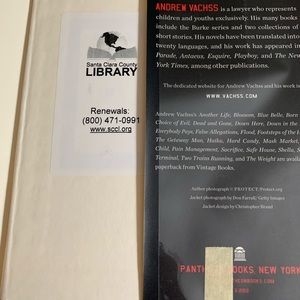 Santa Clara County
LIBRARY
Renewals:
(800) 471-0991
www.sccl.org
ANDREW VACHSS is a lawyer who represents
children and youths exclusively. His many books
include the Burke series and two collections of
short stories. His novels have been translated into
twenty languages, and his work has appeared in
Parade, Antaeus, Esquire, Playboy, and The New
York Times, among other publications.
The dedicated website for Andrew Vachss and his work is
WWW.VACHSS.COM
Andrew Vachss's Another Life, Blossom, Blue Belle, Born
Choice of Evil, Dead and Gone, Down Here, Down in the
Everybody Pays, False Allegations, Flood, Footsteps of the H
The Getaway Man, Haiku, Hard Candy, Mask Market,
Child, Pain Management, Sacrifice, Safe House, Shella, S
Terminal, Two Trains Running, and The Weight are availa
paperback from Vintage Books.
Author photograph © PROTECT/Protect.org
Jacket photograph by Don Farrall/Getty Images
Jacket design by Christopher Brand
PANTH BOOKS, NEW YORK